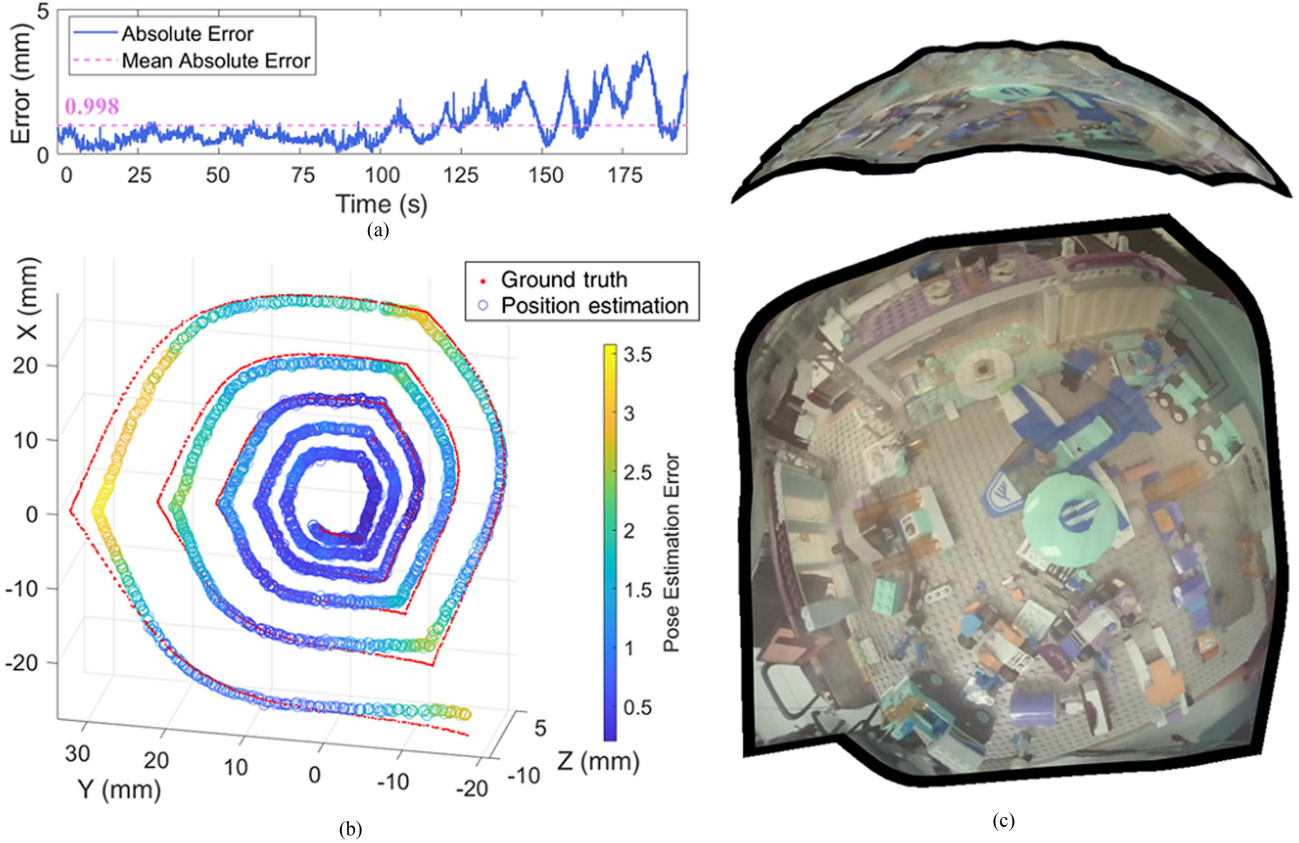 5
Absolute Error
Mean Absolute Error
0.998
Error (mm)
0
0 25 50 75 100 125 150 175
Time (s)
(a)
X (mm)
Ground truth
Position estimation
20
10
0
-10
-20
3.5
3
2.5
2
1.5
1
0.5
Pose Estimation Error
5
-10
Z (mm)
30 20 10 0 -10 -20
Y (mm)
(b)
(c)